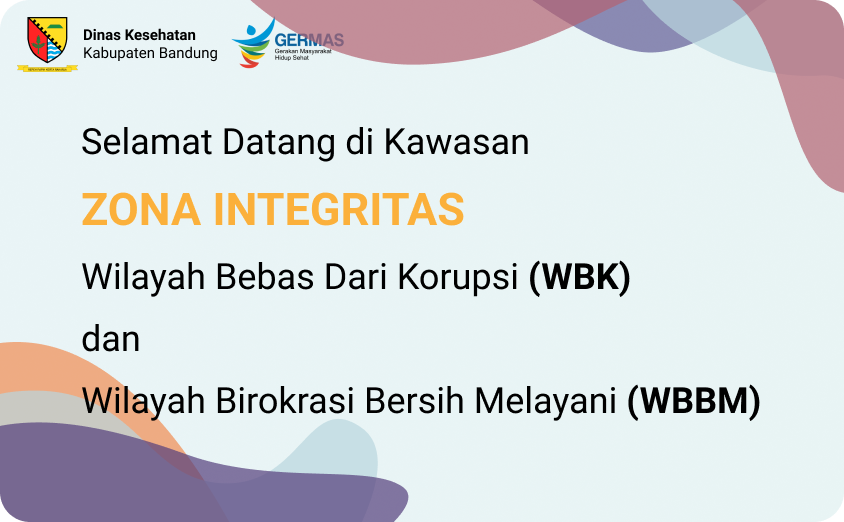 Dinas Kesehatan
Kabupaten Bandung
GERMAS
Gerakan Masyarakat
Hidup Sehat
Selamat Datang di Kawasan
ZONA INTEGRITAS
Wilayah Bebas Dari Korupsi (WBK)
dan
Wilayah Birokrasi Bersih Melayani (WBBM)